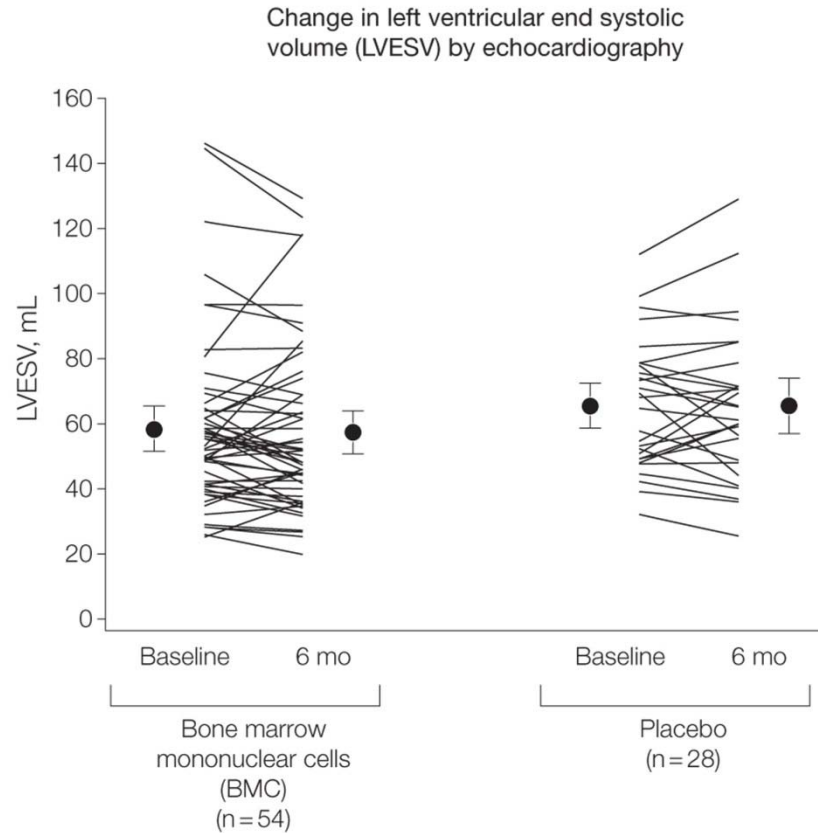 Change in left ventricular end systolic
volume (LVESV) by echocardiography
LVESV, mL
160
140
120
100
80
60
40
20
0
Baseline 6 mo Baseline 6 mo
Bone marrow
mononuclear cells
(BMC)
(n = 54)
Placebo
(n = 28)